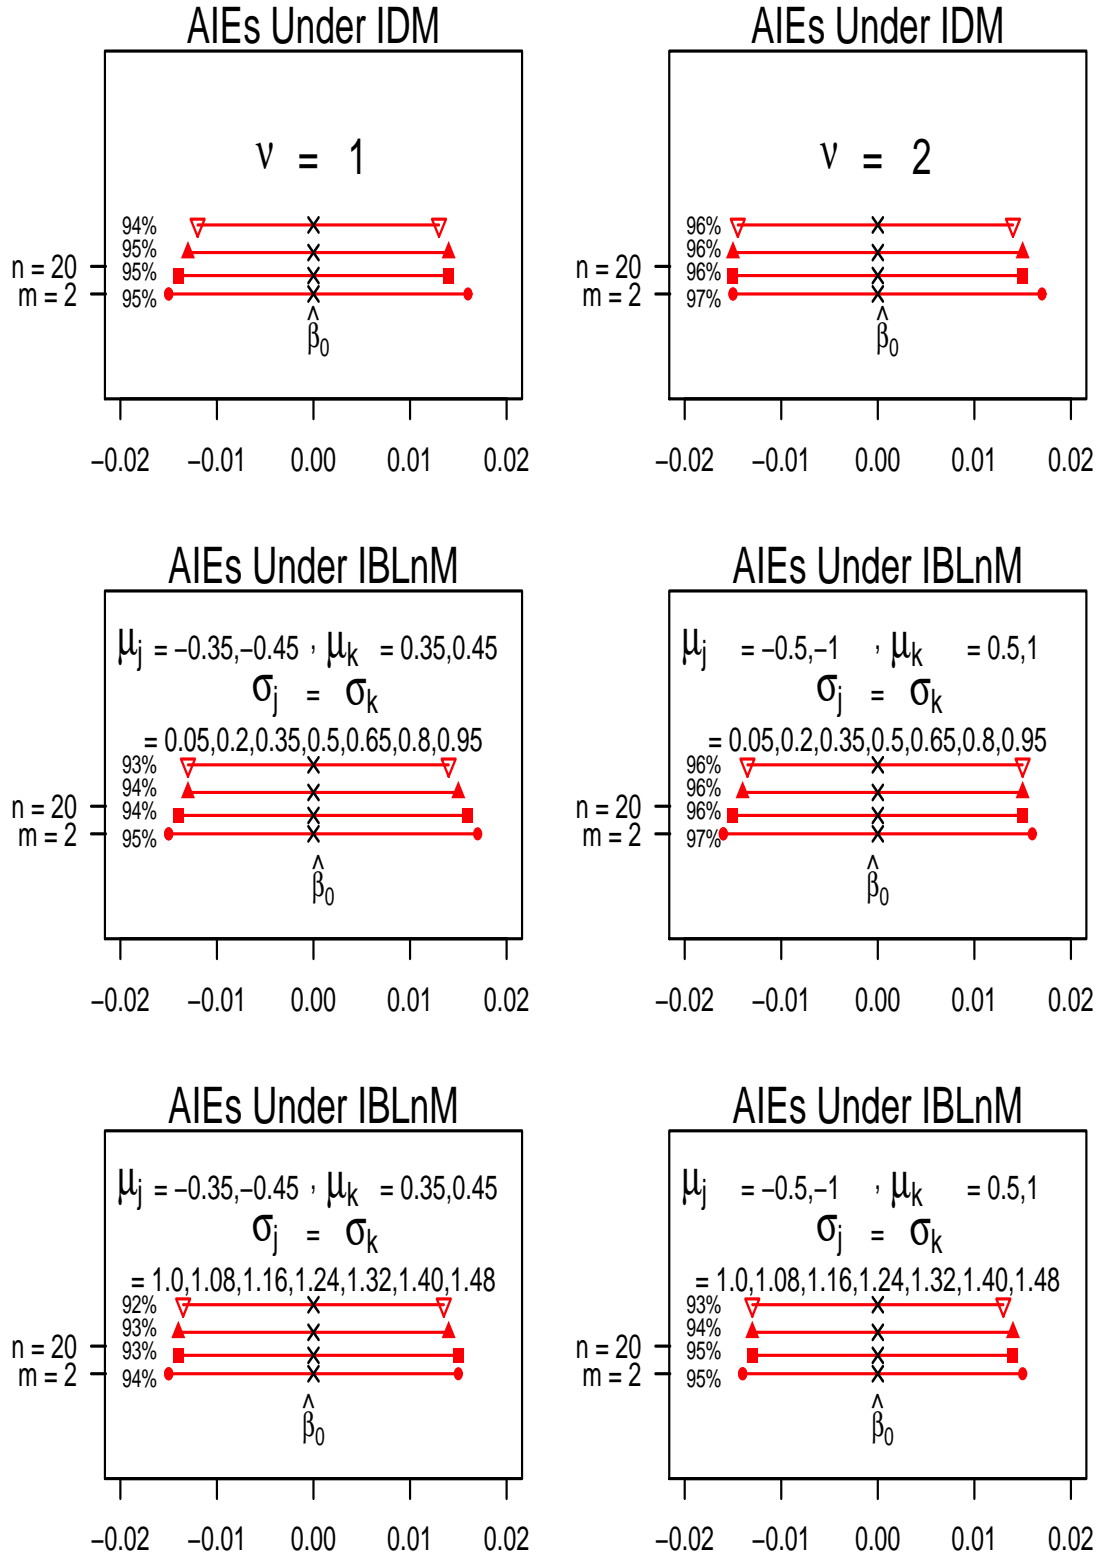 AIEs Under IDM
ν = 1
94%
95%
n = 20
95%
m = 2
95%
β̂0
−0.02 −0.01 0.00 0.01 0.02
AIEs Under IDM
ν = 2
96%
96%
n = 20
96%
m = 2
97%
β̂0
−0.02 −0.01 0.00 0.01 0.02
AIEs Under IBLnM
μj = −0.35,−0.45 , μk = 0.35,0.45
σj = σk
= 0.05,0.2,0.35,0.5,0.65,0.8,0.95
93%
94%
n = 20
94%
m = 2
95%
β̂0
−0.02 −0.01 0.00 0.01 0.02
AIEs Under IBLnM
μj = −0.5,−1 , μk = 0.5,1
σj = σk
= 0.05,0.2,0.35,0.5,0.65,0.8,0.95
96%
96%
n = 20
96%
m = 2
97%
β̂0
−0.02 −0.01 0.00 0.01 0.02
AIEs Under IBLnM
μj = −0.35,−0.45 , μk = 0.35,0.45
σj = σk
= 1.0,1.08,1.16,1.24,1.32,1.40,1.48
92%
93%
n = 20
93%
m = 2
94%
β̂0
−0.02 −0.01 0.00 0.01 0.02
AIEs Under IBLnM
μj = −0.5,−1 , μk = 0.5,1
σj = σk
= 1.0,1.08,1.16,1.24,1.32,1.40,1.48
93%
94%
n = 20
95%
m = 2
95%
β̂0
−0.02 −0.01 0.00 0.01 0.02